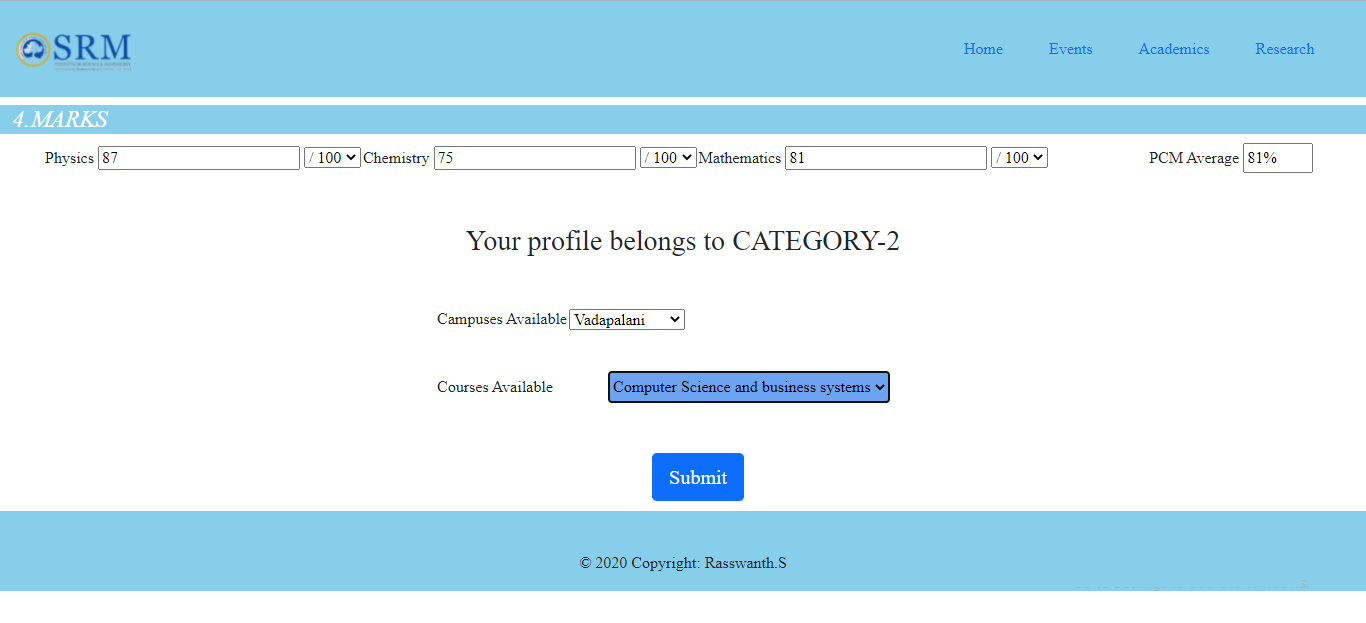 SRM
Home Events Academics Research
4.MARKS
Physics 87 / 100 Chemistry 75 / 100 Mathematics 81 / 100 PCM Average 81%
Your profile belongs to CATEGORY-2
Campuses Available Vadapalani
Courses Available Computer Science and business systems
Submit
© 2020 Copyright: Rasswanth.S